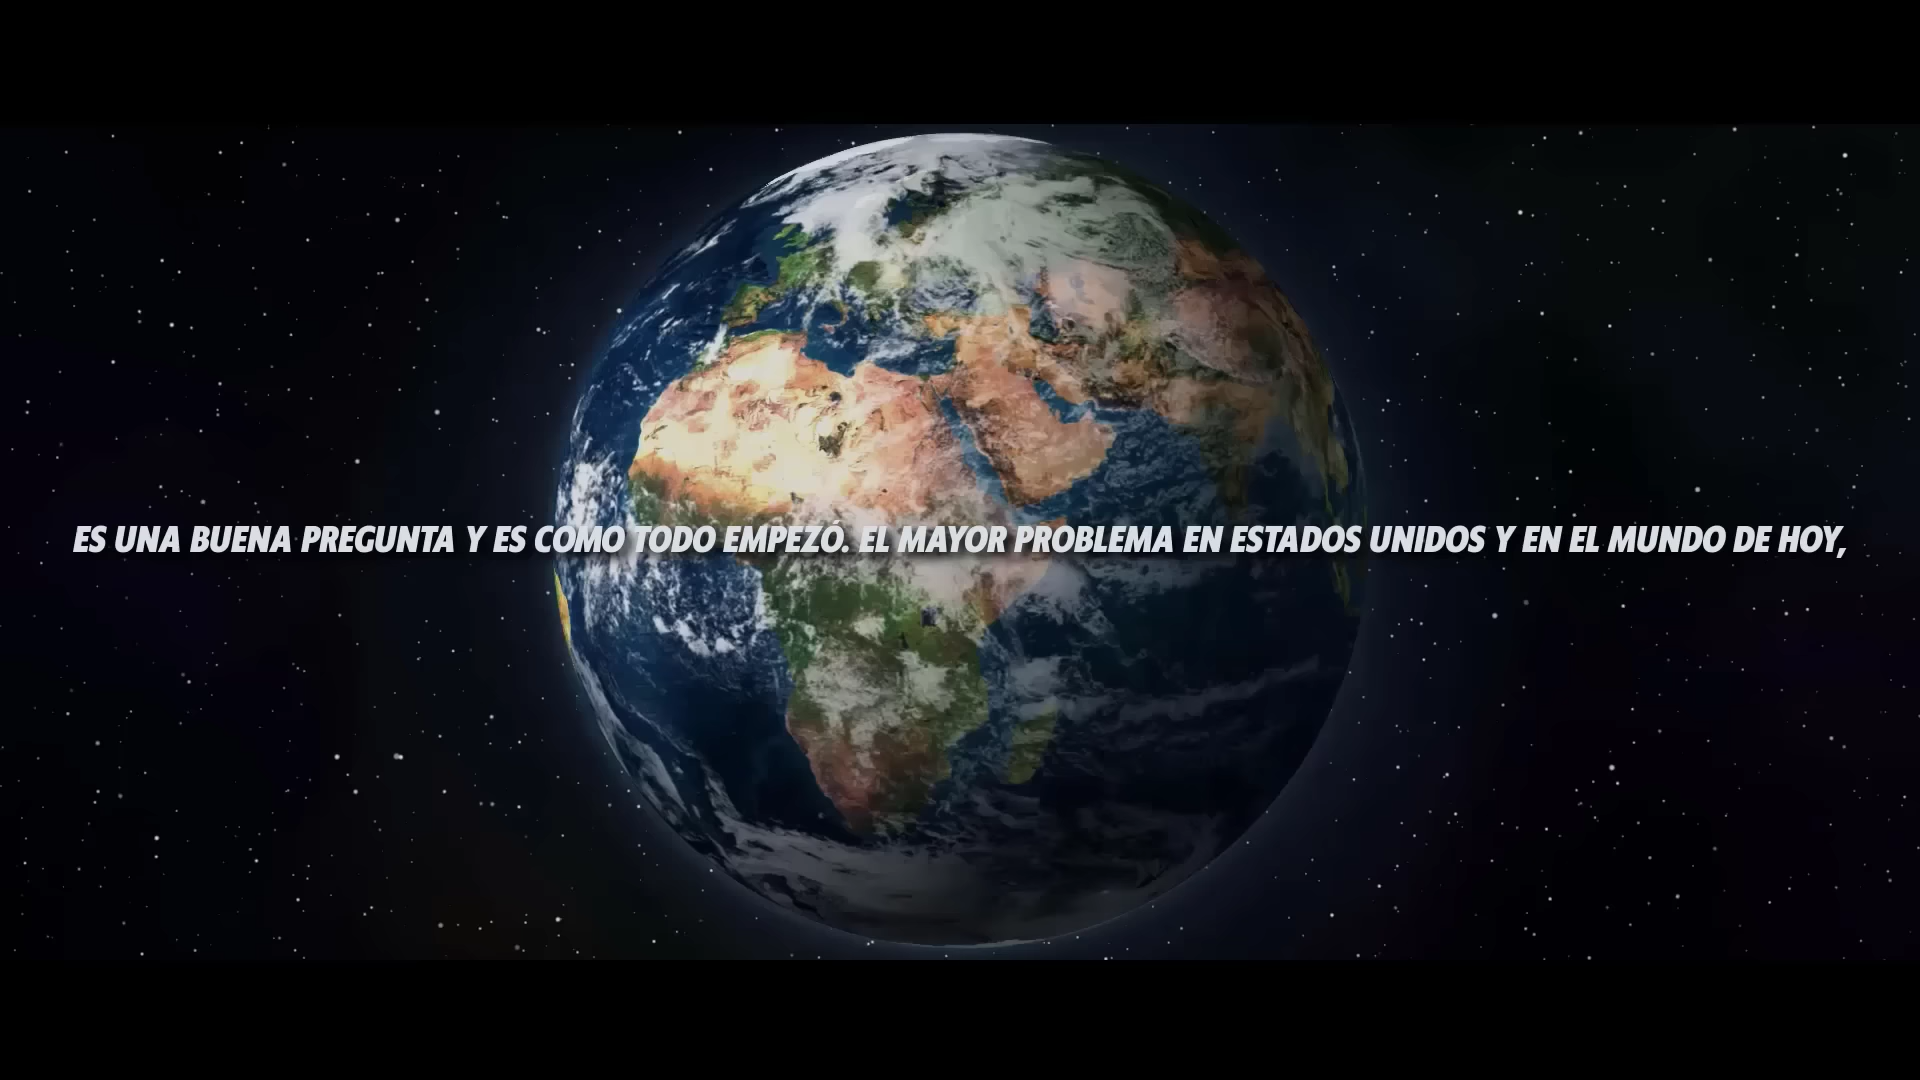 ES UNA BUENA PREGUNTA Y ES COMO TODO EMPEZÓ. EL MAYOR PROBLEMA EN ESTADOS UNIDOS Y EN EL MUNDO DE HOY,